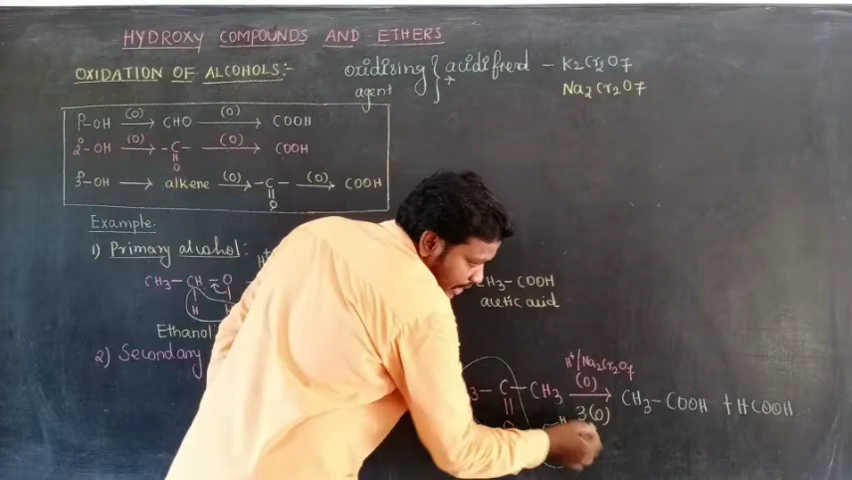 HYDROXY COMPOUNDS AND ETHERS
OXIDATION OF ALCOHOLS:-
oxidising agent } acidified - K2Cr2O7
Na2Cr2O7
P-OH (O)→ CHO (O)→ COOH
2°-OH (O)→ -C- (O)→ COOH
O
3°-OH → alkene (O)→ -C- (O)→ COOH
O
Example:
1) Primary alcohol:
H+
CH3-CH-O
H H
CH3-COOH
Ethanol
acetic acid
2) Secondary
H+/Na2Cr2O7
3-C-CH3 (O)→ CH3-COOH + HCOOH
O
3(O)